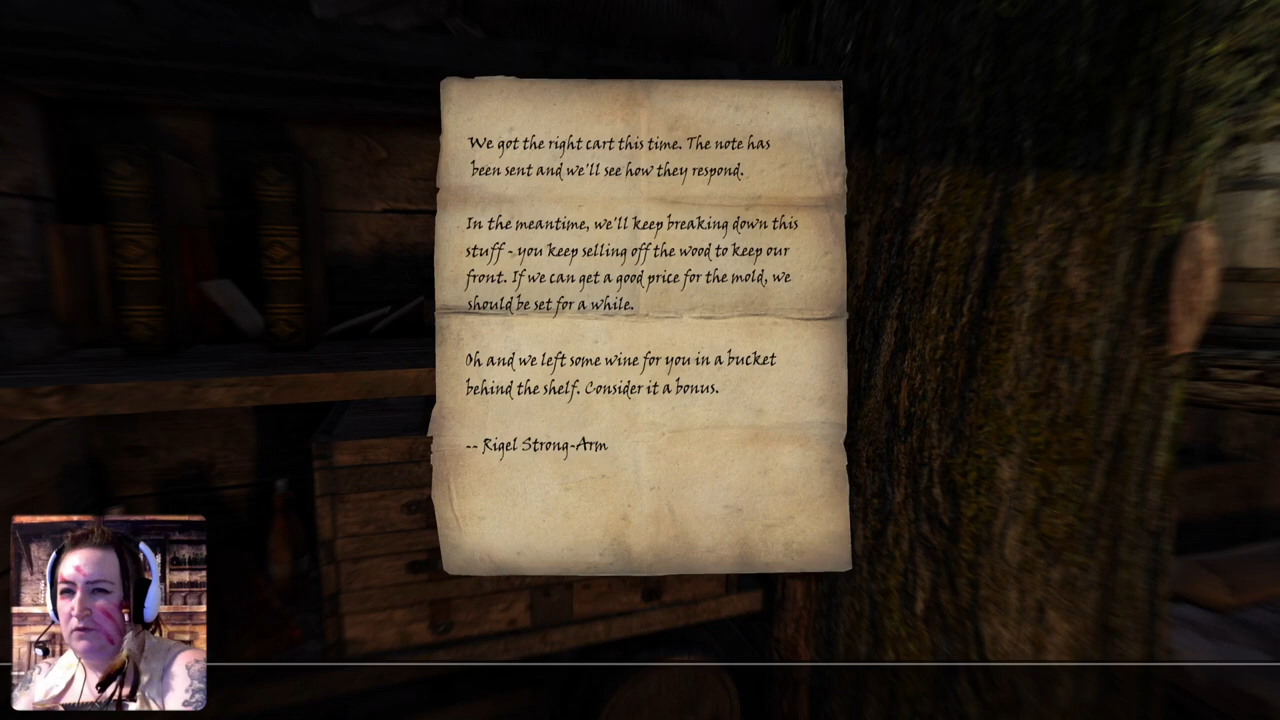 We got the right cart this time. The note has
been sent and we'll see how they respond.
In the meantime, we'll keep breaking down this
stuff - you keep selling off the wood to keep our
front. If we can get a good price for the mold, we
should be set for a while.
Oh and we left some wine for you in a bucket
behind the shelf. Consider it a bonus.
-- Rigel Strong-Arm